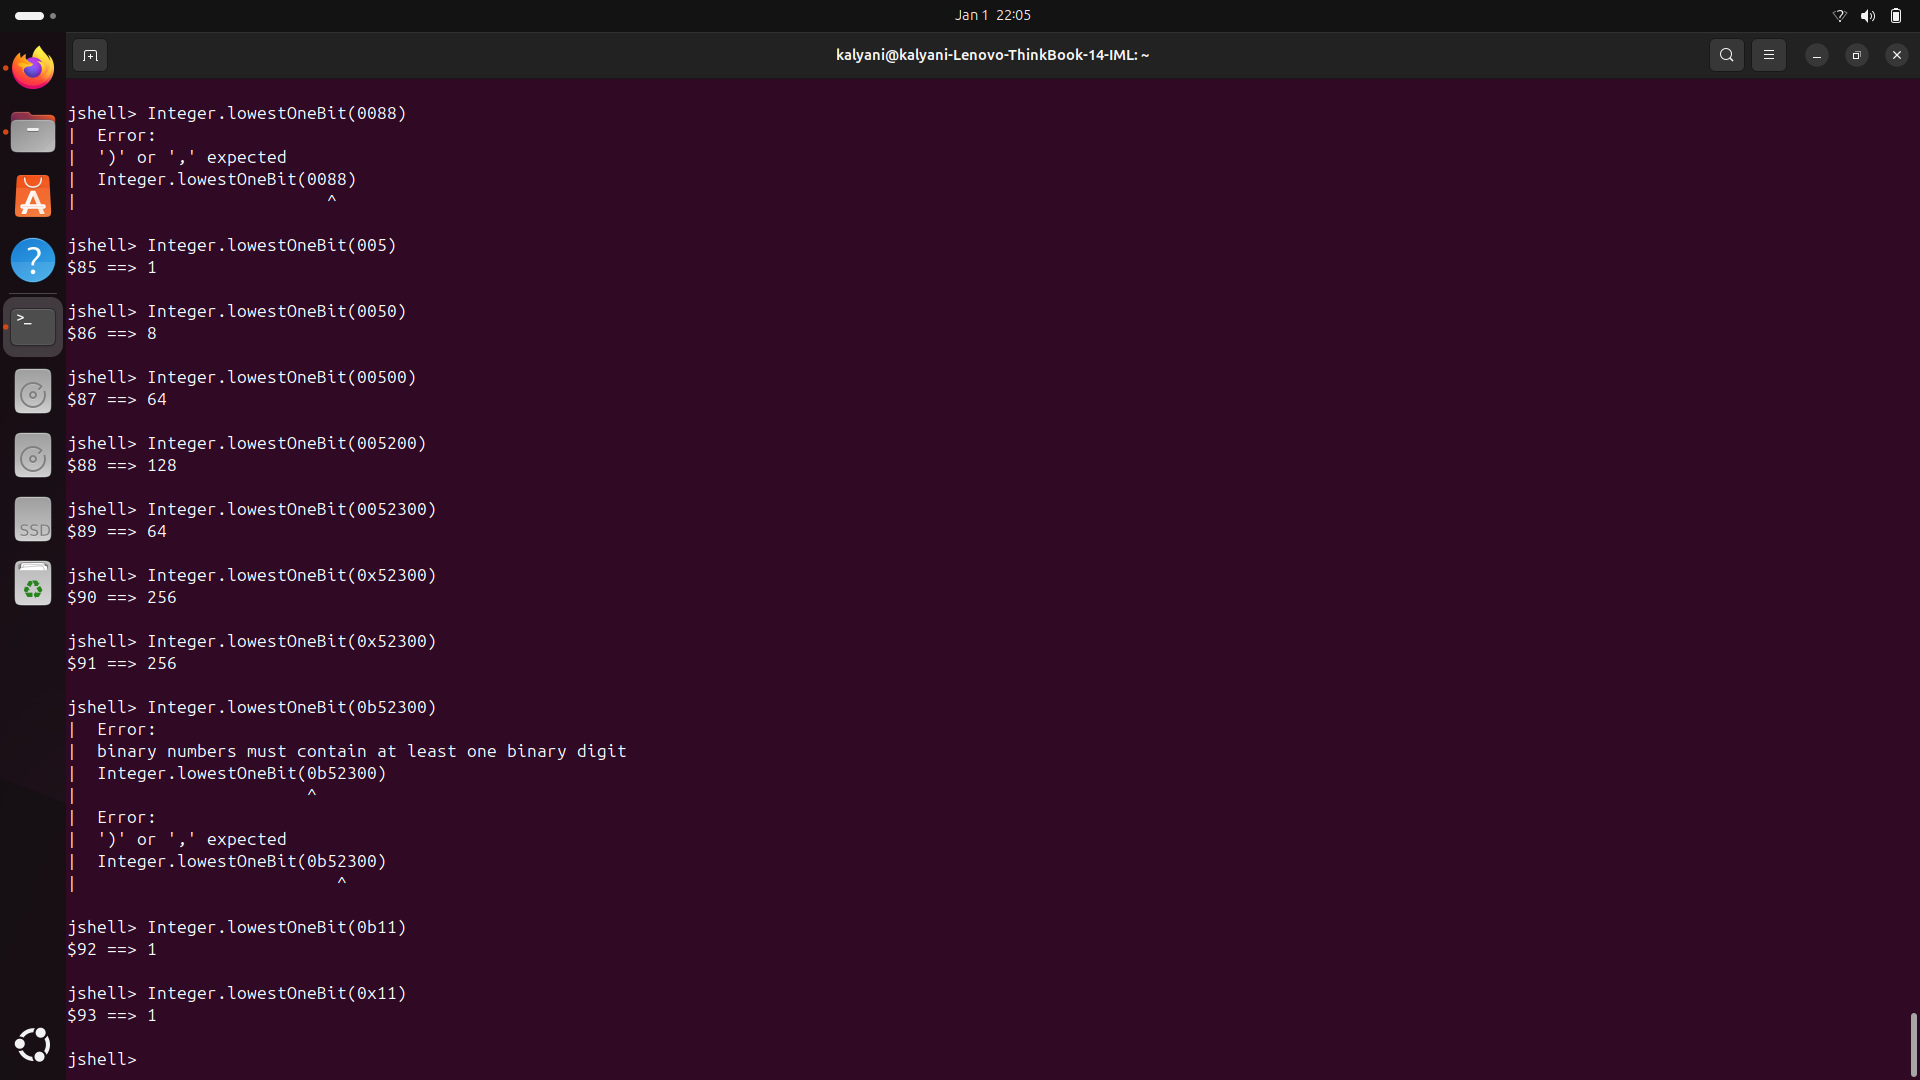 Jan 1 22:05
kalyani@kalyani-Lenovo-ThinkBook-14-IML: ~
jshell> Integer.lowestOneBit(0088)
|  Error:
|  ')' or ',' expected
|  Integer.lowestOneBit(0088)
|                         ^
jshell> Integer.lowestOneBit(005)
$85 ==> 1
jshell> Integer.lowestOneBit(0050)
$86 ==> 8
jshell> Integer.lowestOneBit(00500)
$87 ==> 64
jshell> Integer.lowestOneBit(005200)
$88 ==> 128
jshell> Integer.lowestOneBit(0052300)
$89 ==> 64
jshell> Integer.lowestOneBit(0x52300)
$90 ==> 256
jshell> Integer.lowestOneBit(0x52300)
$91 ==> 256
jshell> Integer.lowestOneBit(0b52300)
|  Error:
|  binary numbers must contain at least one binary digit
|  Integer.lowestOneBit(0b52300)
|                       ^
|  Error:
|  ')' or ',' expected
|  Integer.lowestOneBit(0b52300)
|                          ^
jshell> Integer.lowestOneBit(0b11)
$92 ==> 1
jshell> Integer.lowestOneBit(0x11)
$93 ==> 1
jshell>
SSD